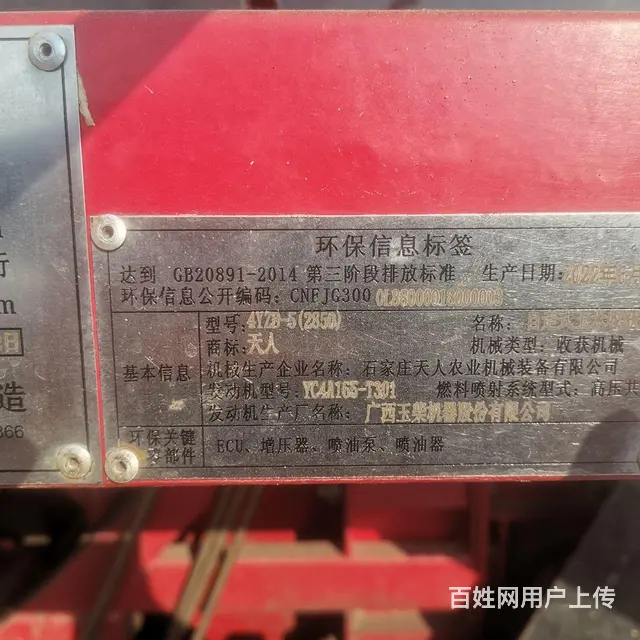 环保信息标签
达到 GB20891-2014 第三阶段排放标准 生产日期:
环保信息公开编码: CNFJG300
基本信息
型号: 4YZB-5(2850) 名称:
商标: 天人 机械类型: 收获机械
机械生产企业名称: 石家庄天人农业机械装备有限公司
发动机型号: YC4A165-T301 燃料喷射系统型式: 高压共
发动机生产厂名称: 广西玉柴机器股份有限公司
环保关键
部件
ECU、增压器、喷油泵、喷油器
行
m
造
866
百姓网用户上传